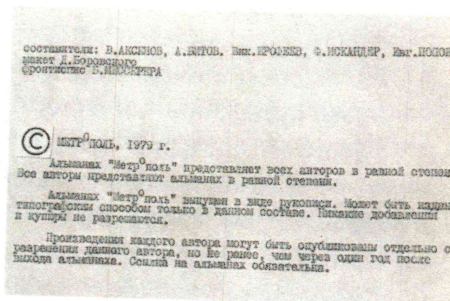 составители: В.АКСЕНОВ, А.БИТОВ. Вик.ЕРОФЕЕВ, Ф.ИСКАНДЕР, Евг.ПОПОВ
макет Д.Боровского
фронтиспис Б.МЕССЕРЕРА
© МЕТРОПОЛЬ, 1979 г.
Альманах "Метрополь" представляет всех авторов в равной степени
Все авторы представляют альманах в равной степени.
Альманах "Метрополь" выпущен в виде рукописи. Может быть издан
типографским способом только в данном составе. Никакие добавления
и купюры не разрешаются.
Произведения каждого автора могут быть опубликованы отдельно с
разрешения данного автора, но не ранее, чем через один год после
выхода альманаха. Ссылка на альманах обязательна.